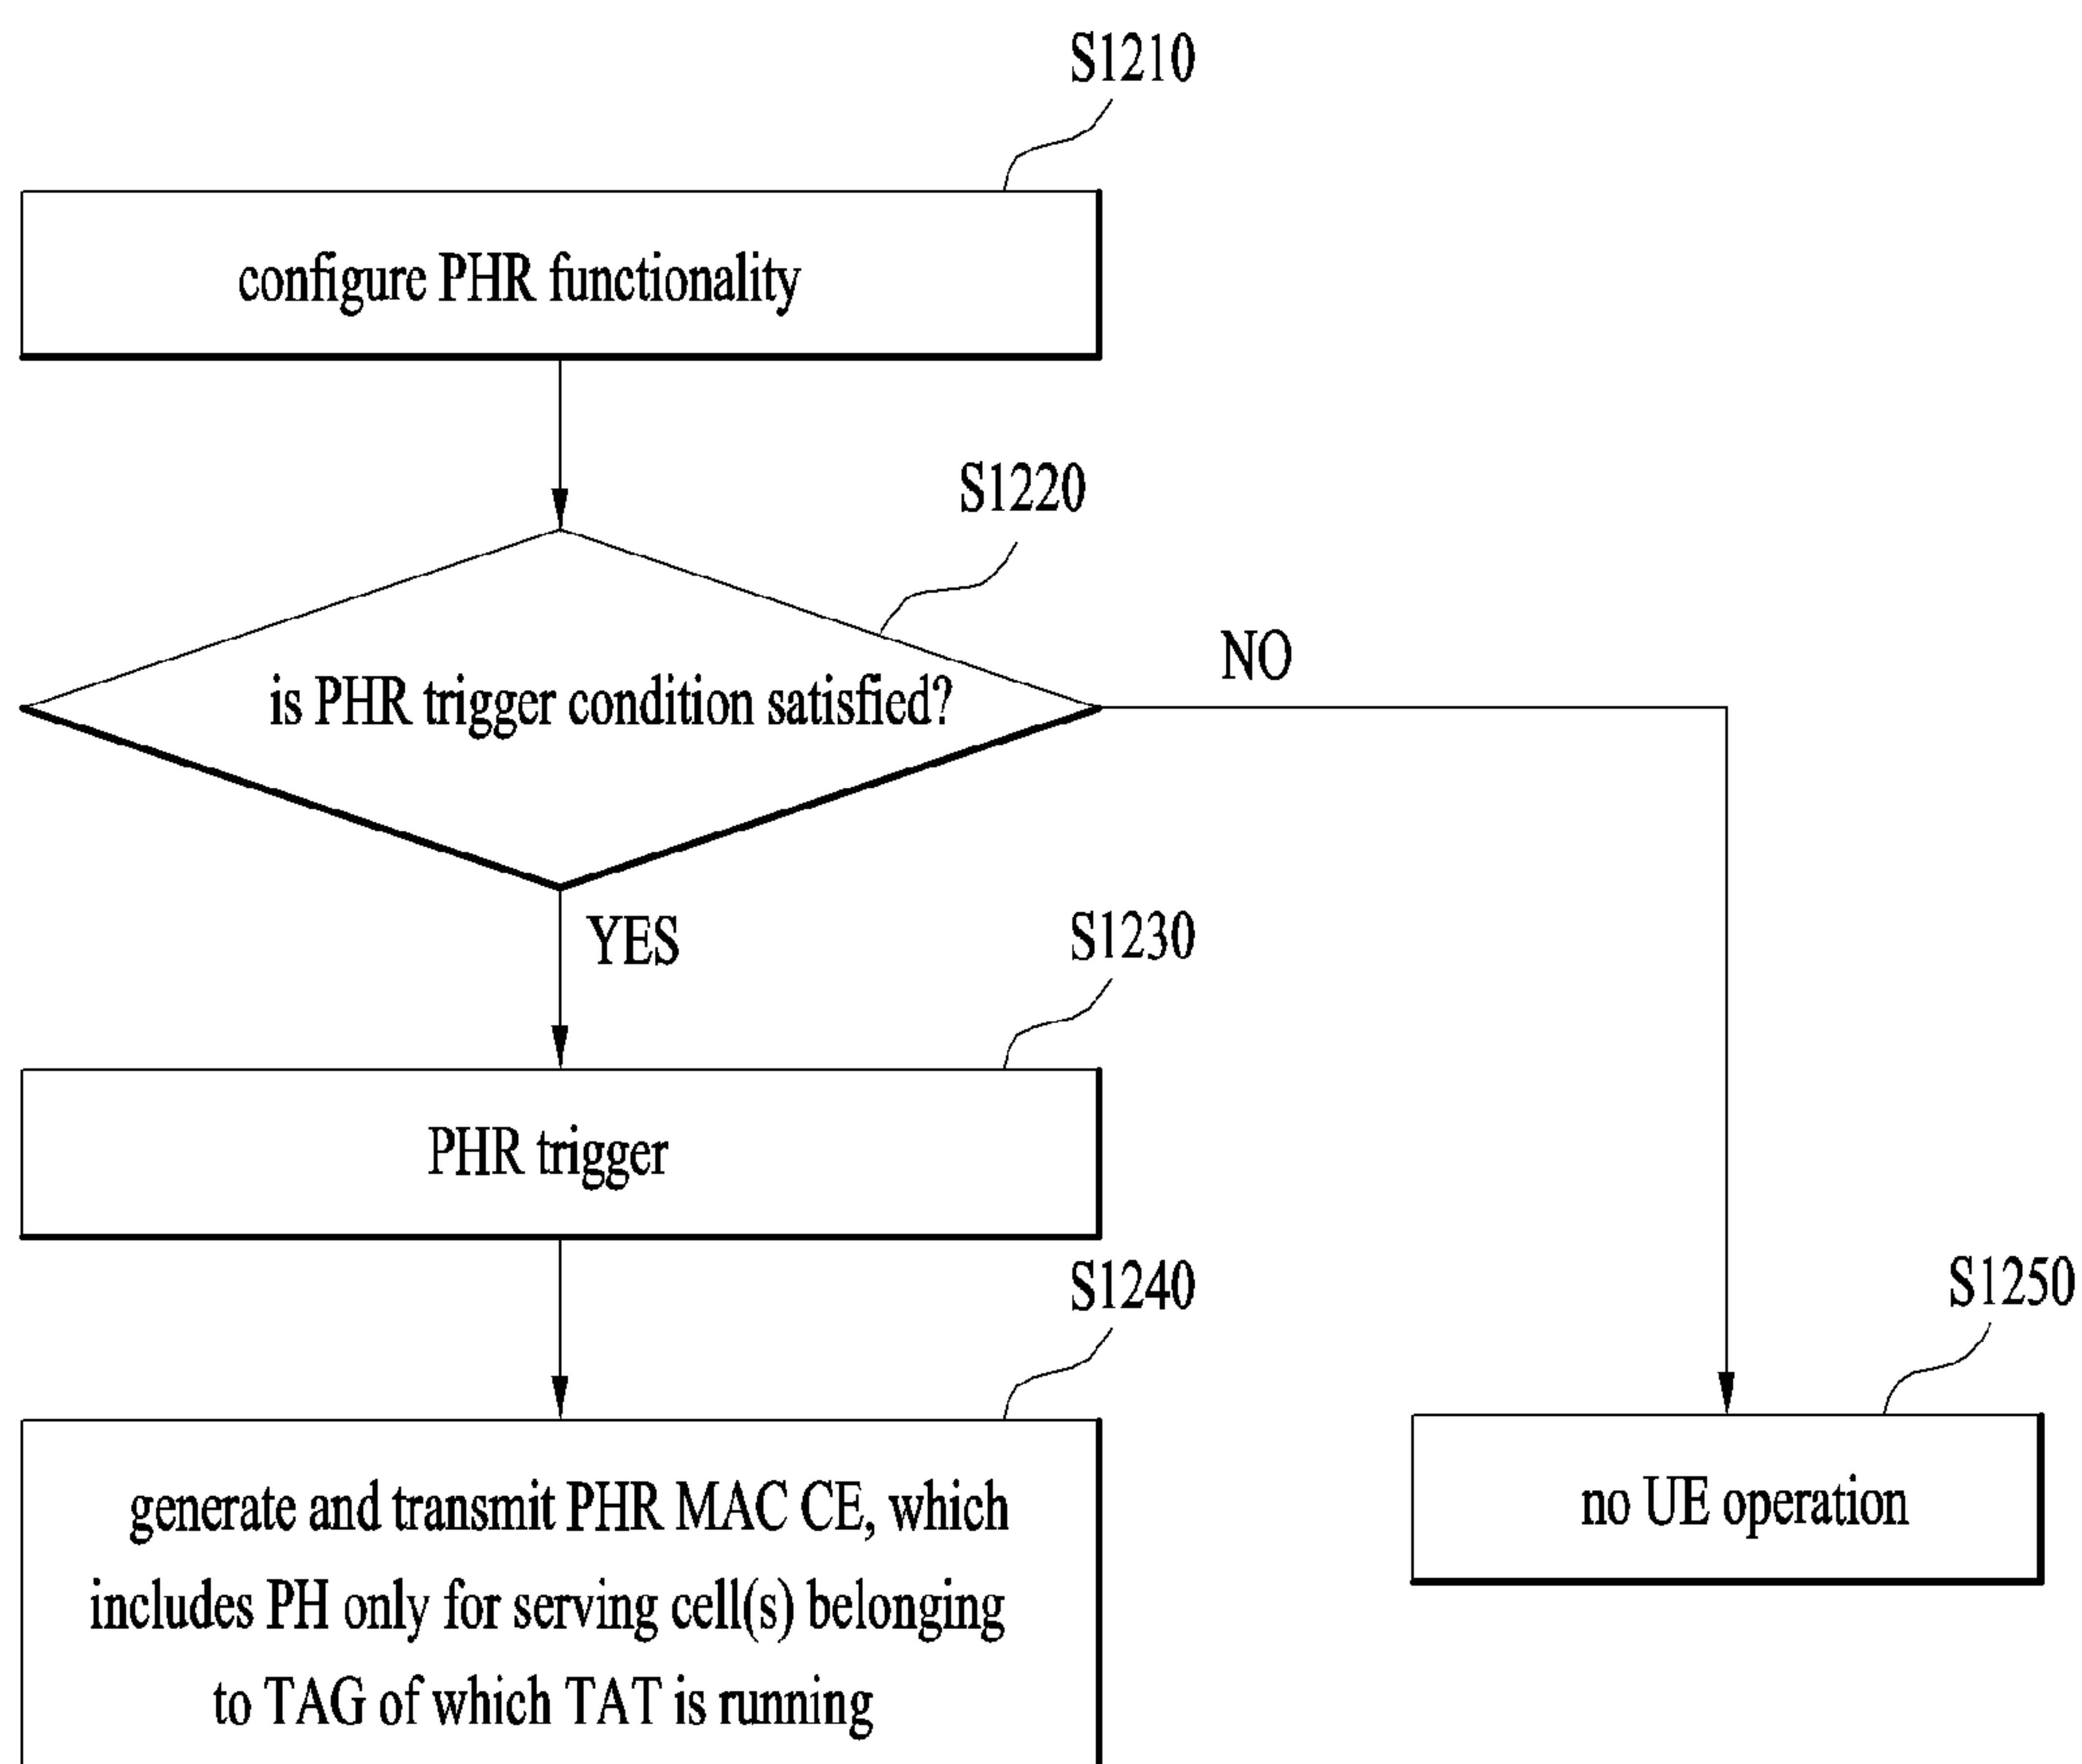 S1210
configure PHR functionality
S1220
is PHR trigger condition satisfied?
NO
YES
S1230
PHR trigger
S1240
generate and transmit PHR MAC CE, which
includes PH only for serving cell(s) belonging
to TAG of which TAT is running
S1250
no UE operation